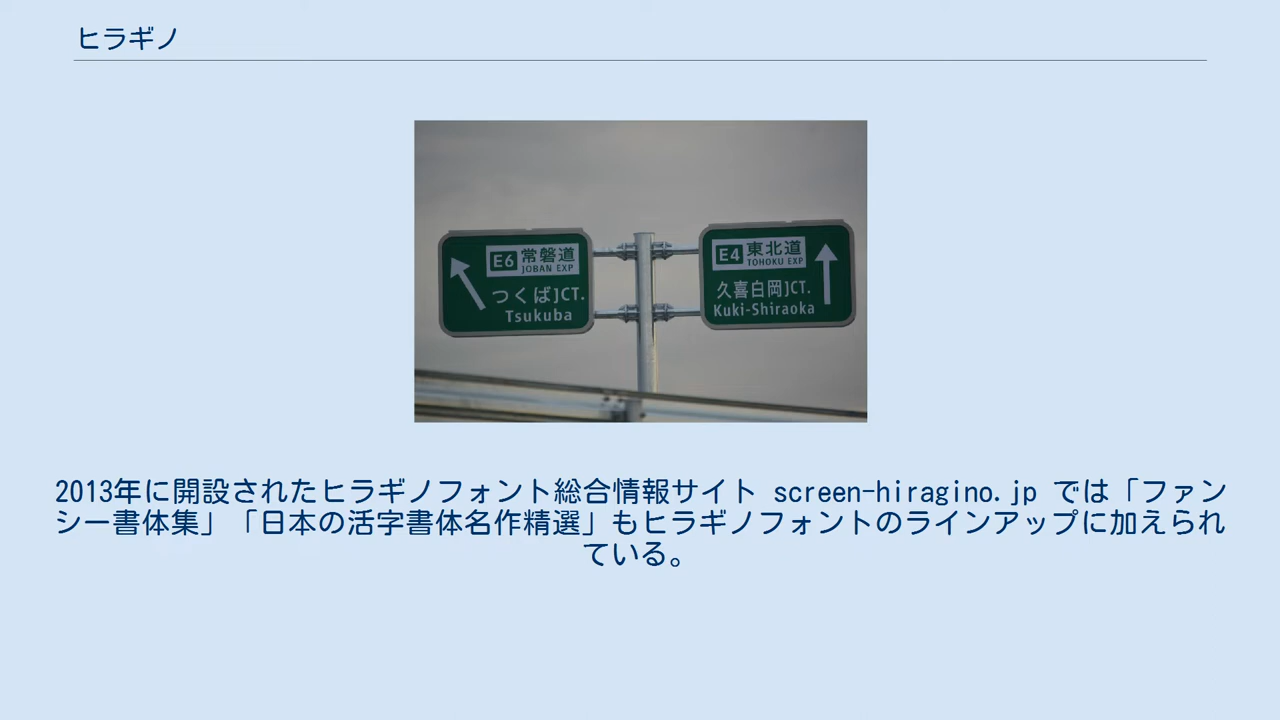 ヒラギノ
E6 常磐道
JOBAN EXP
つくばJCT.
Tsukuba
E4 東北道
TOHOKU EXP
久喜白岡JCT.
Kuki-Shiraoka
2013年に開設されたヒラギノフォント総合情報サイト screen-hiragino.jp では「ファン
シー書体集」「日本の活字書体名作精選」もヒラギノフォントのラインアップに加えられ
ている。